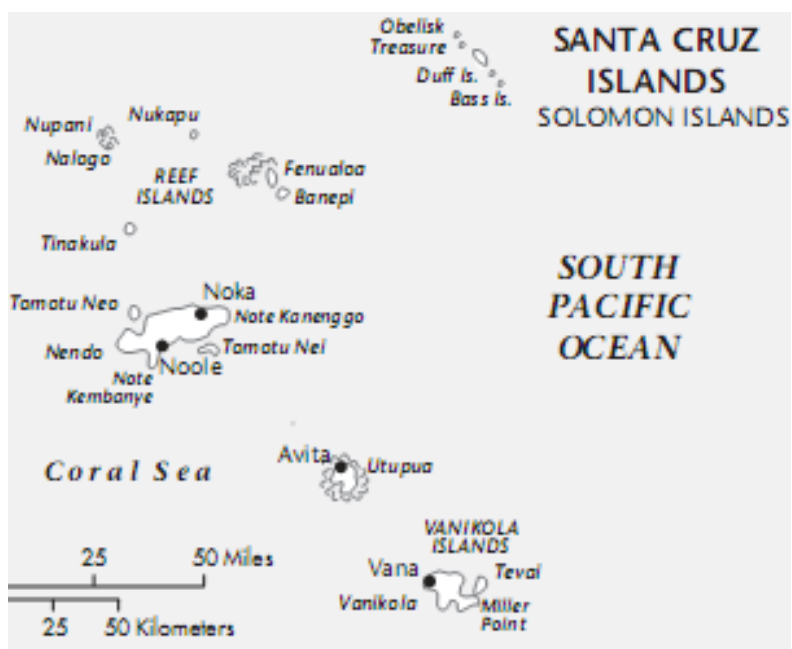 Obelisk
Treasure
Duff Is.
Bass Is.
SANTA CRUZ
ISLANDS
SOLOMON ISLANDS
Nupani
Nukapu
Nalogo
REEF
ISLANDS
Fenualoa
Banepi
Tinakula
SOUTH
PACIFIC
OCEAN
Tomotu Neo
Noka
Note Kanenggo
Nendo
Noole
Tomotu Nei
Note
Kembanye
Coral Sea
Avita
Utupua
VANIKOLA
ISLANDS
Vana
Tevai
Vanikola
Miller
Point
25 50 Miles
25 50 Kilometers